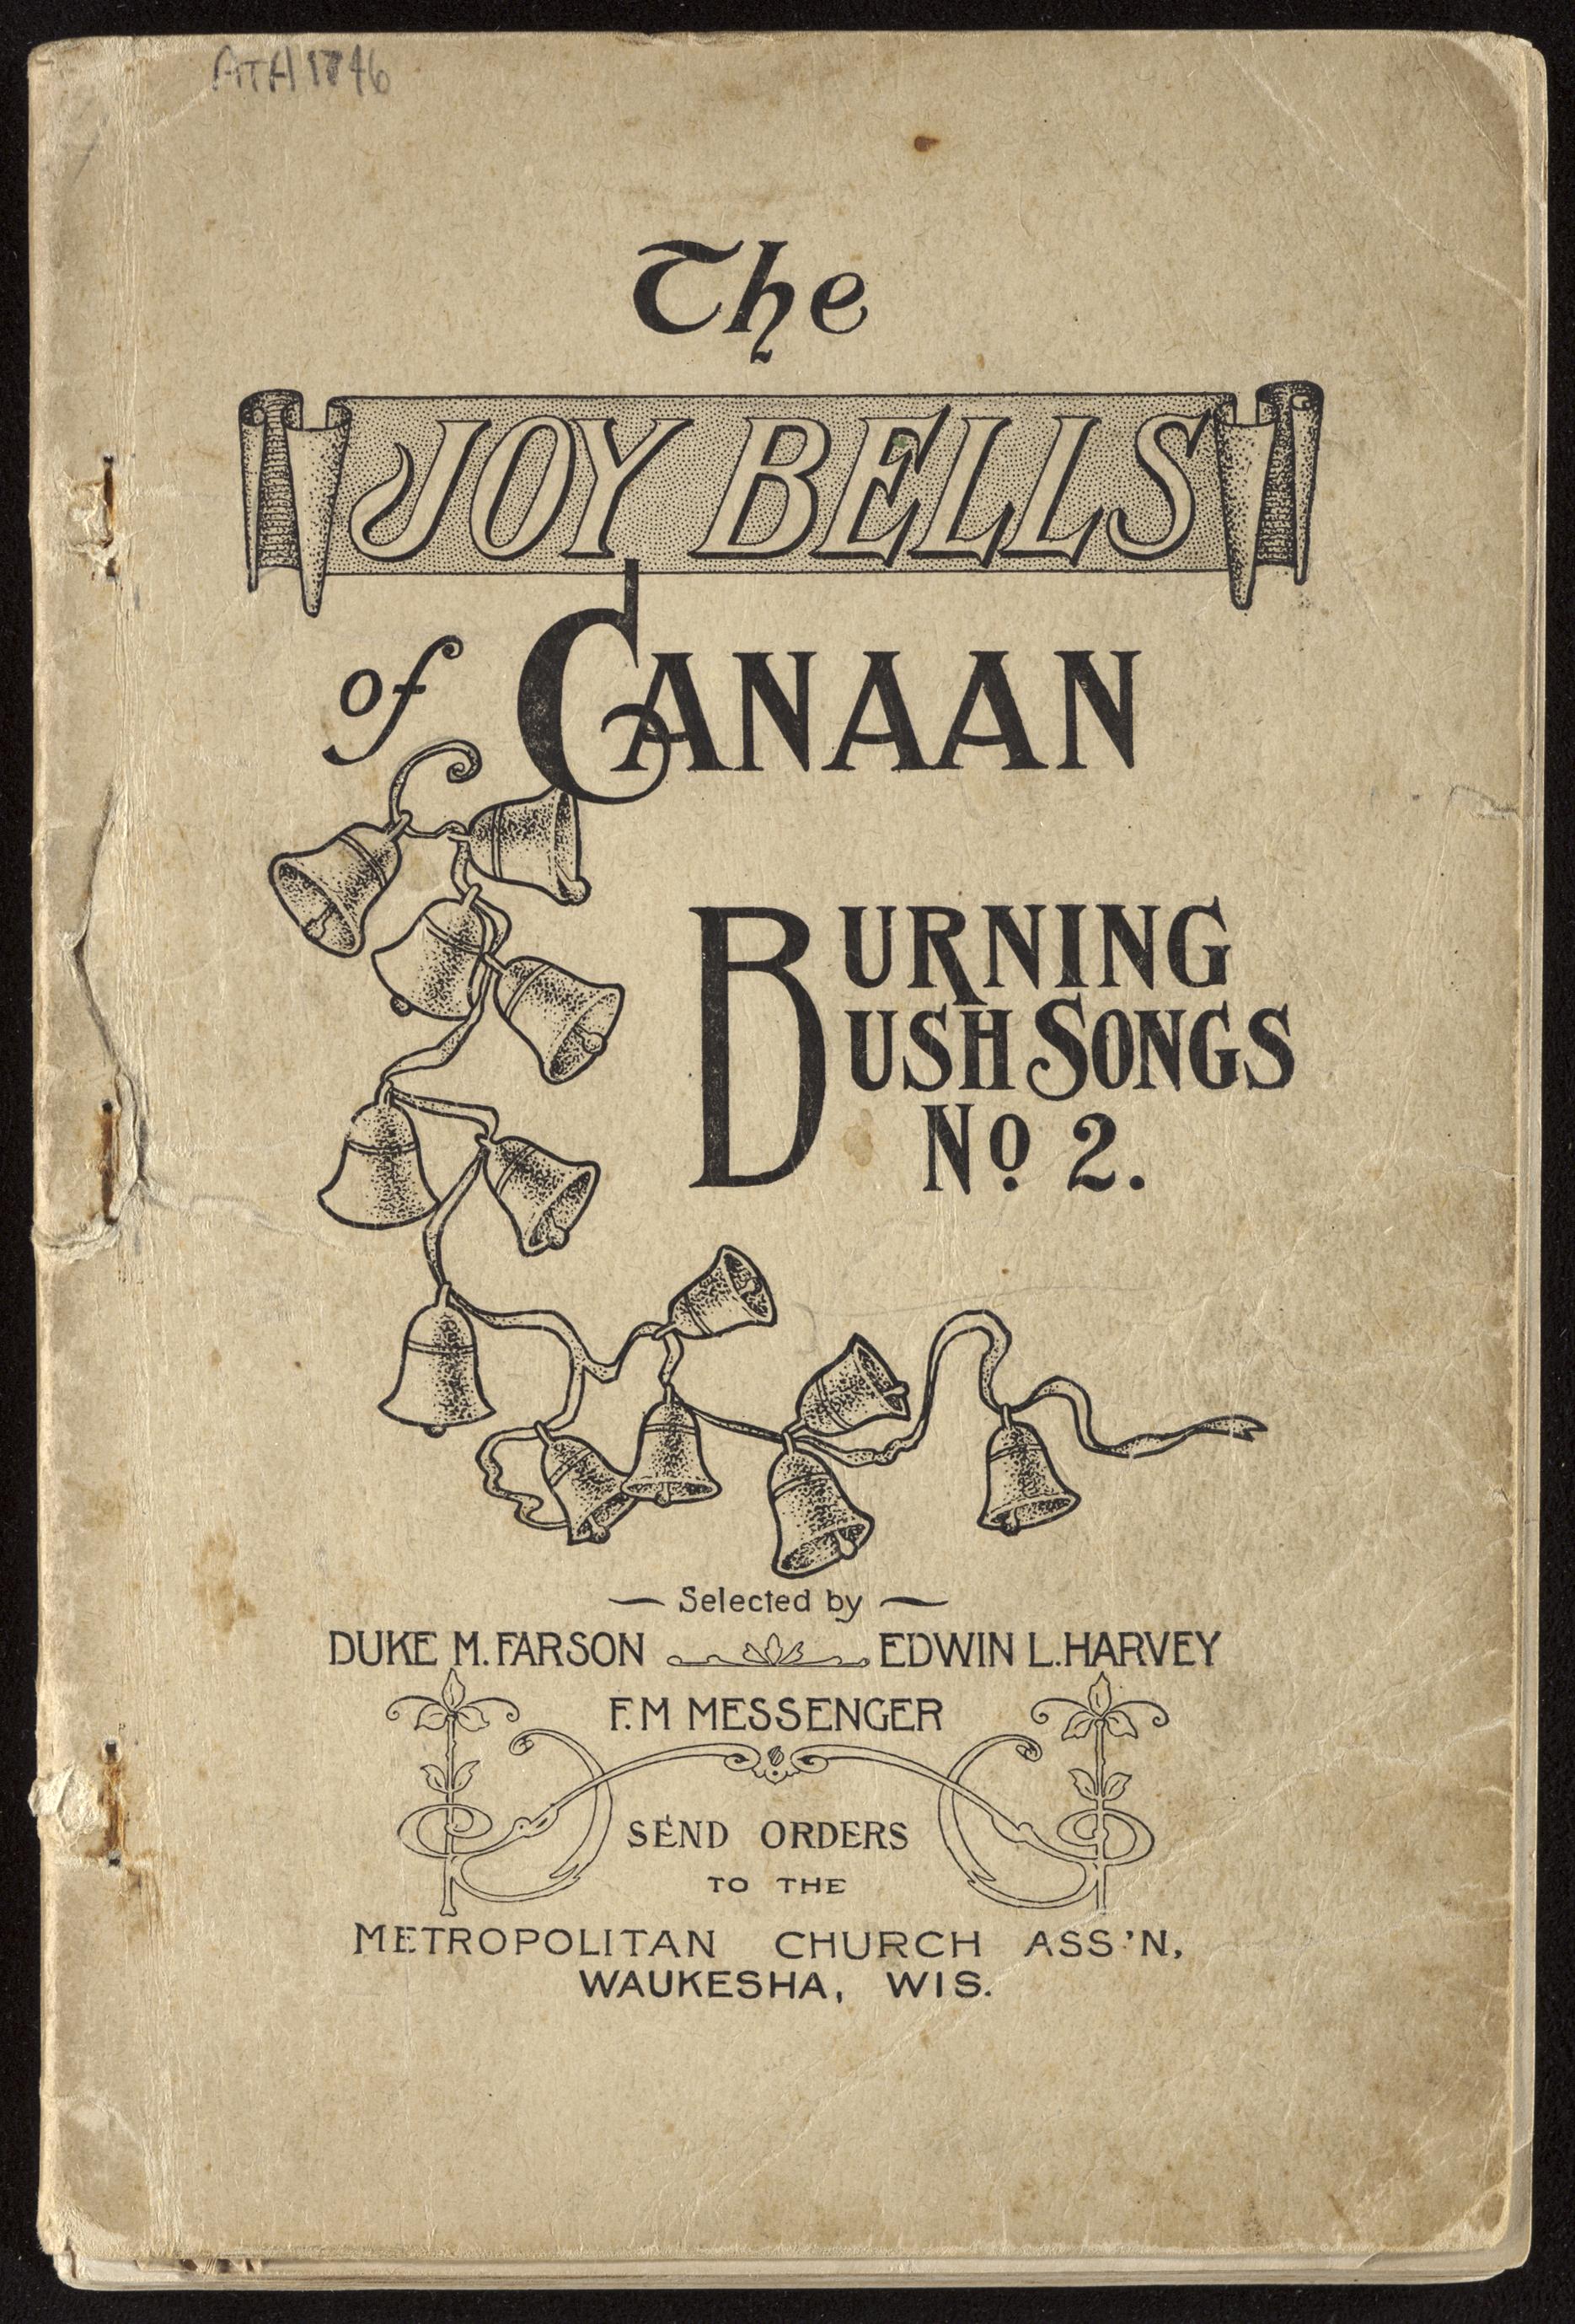 The
JOY BELLS
of CANAAN
BURNING
BUSH SONGS
No 2.
Selected by
DUKE M. FARSON EDWIN L. HARVEY
F. M MESSENGER
SEND ORDERS
TO THE
METROPOLITAN CHURCH ASS'N,
WAUKESHA, WIS.